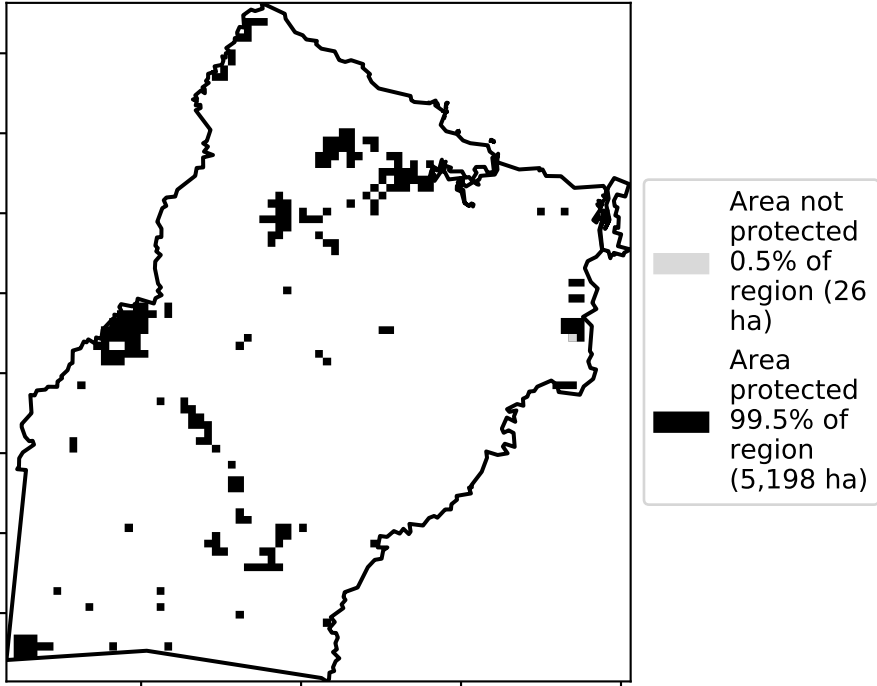 Area not
protected
0.5% of
region (26
ha)
Area
protected
99.5% of
region
(5,198 ha)